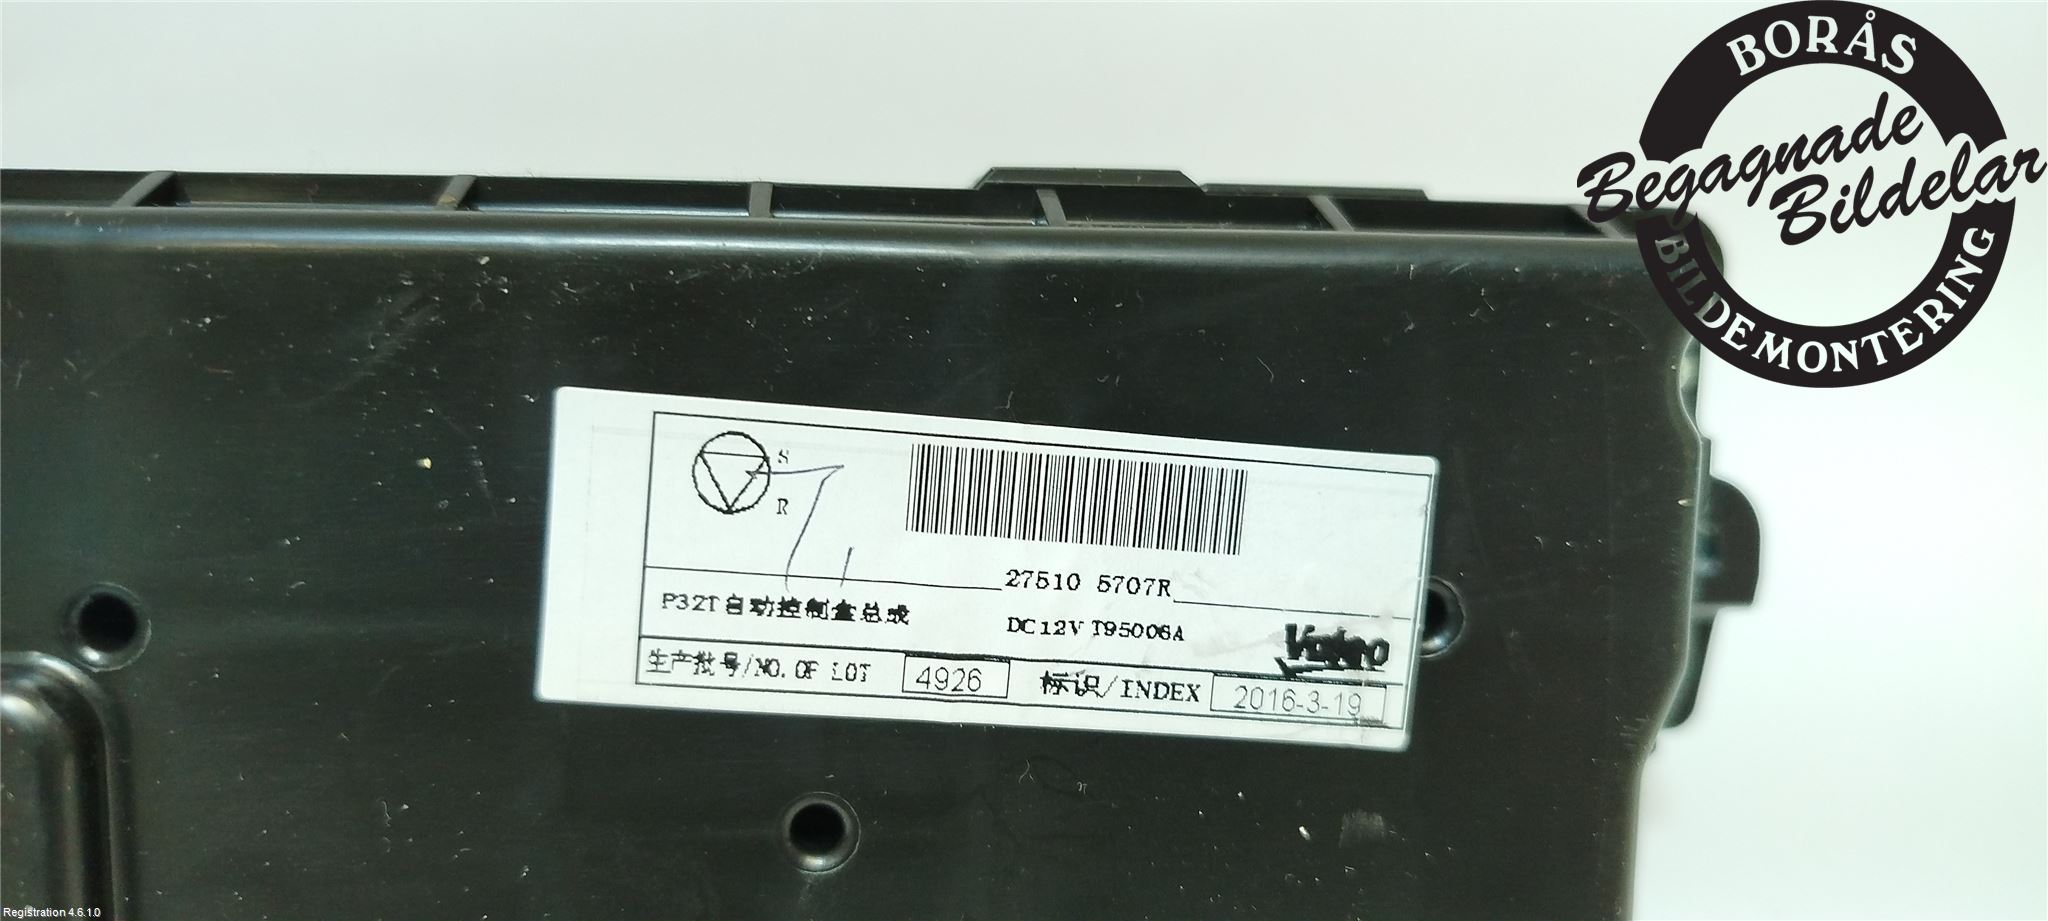 BORÅS
Begagnade
Bildelar
BILDEMONTERING
S
R
27510 5707R
P32T自动控制盒总成
DC12V T95006A
Valeo
生产批号/NO. OF LOT
4926
标识/INDEX
2016-3-19
Registration 4.6.1.0